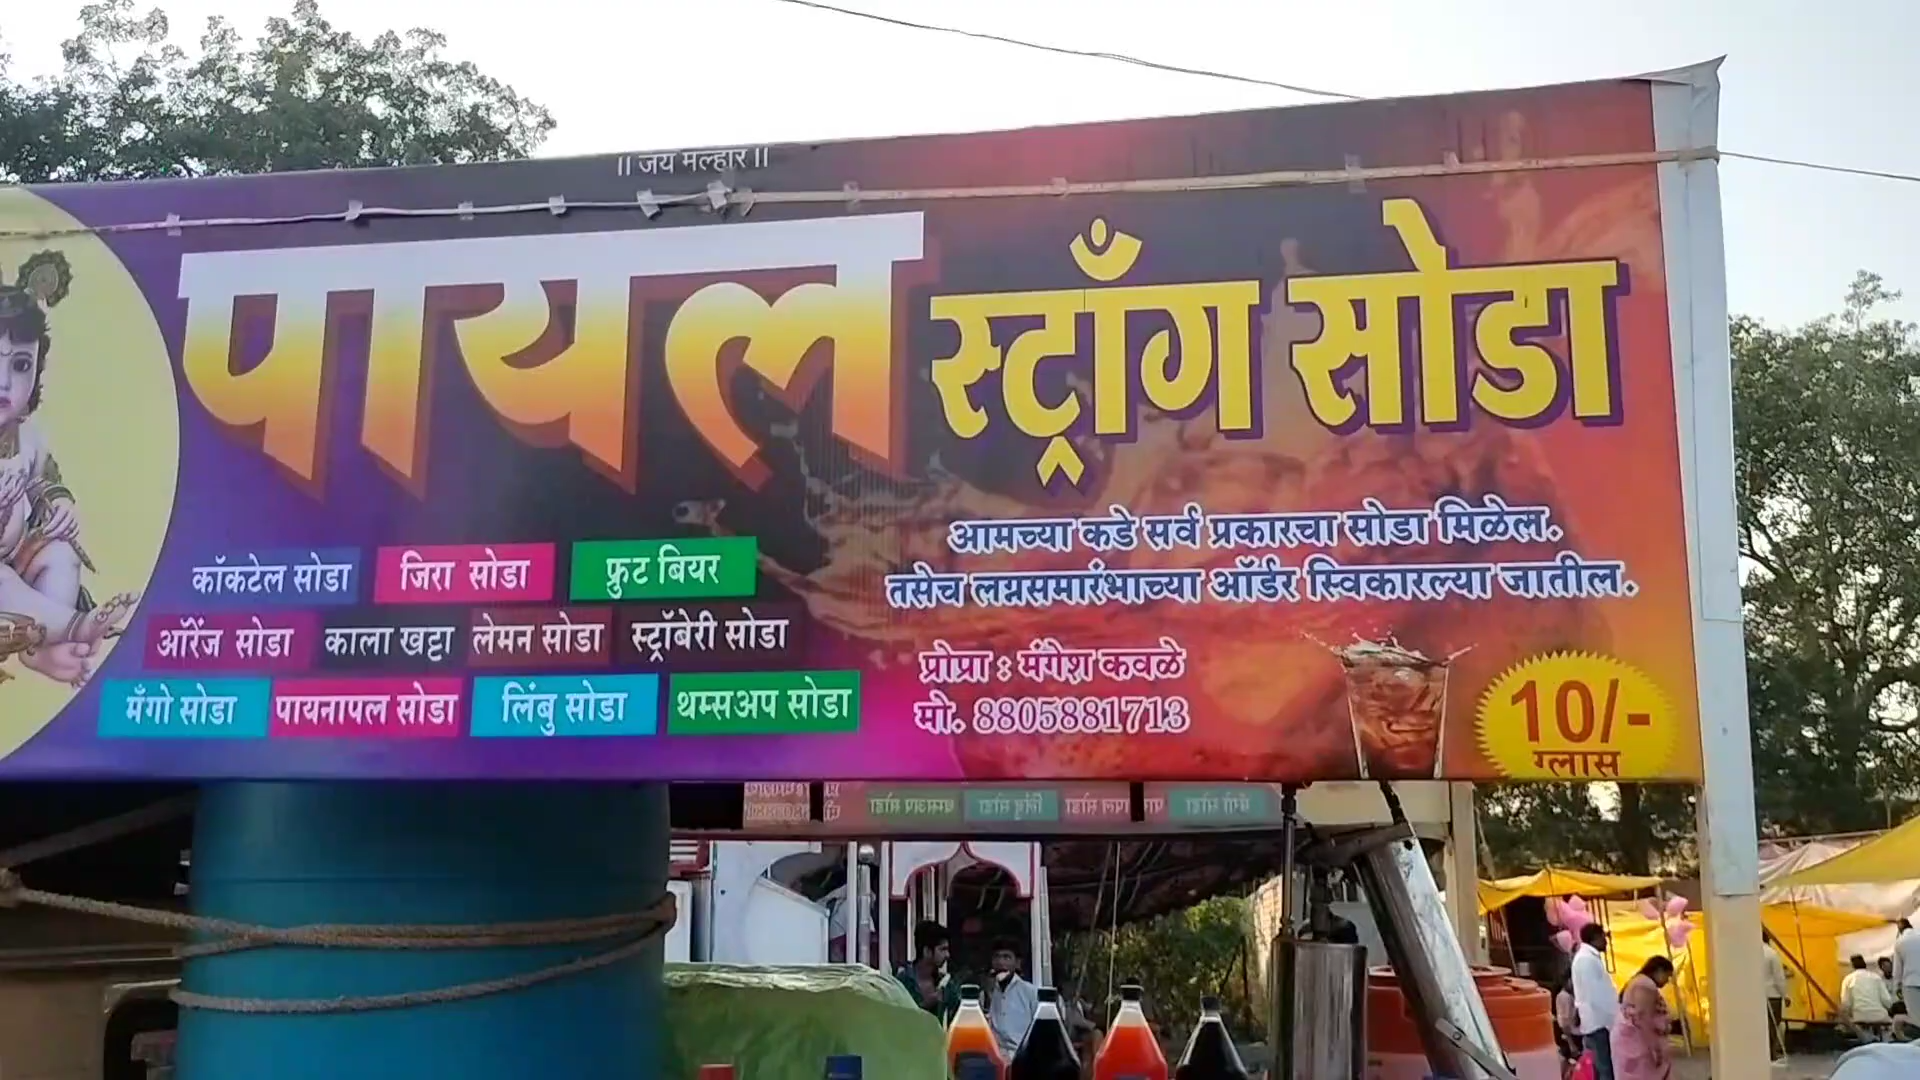 ।। जय मल्हार ।।
पायल स्ट्रॉंग सोडा
आमच्या कडे सर्व प्रकारचा सोडा मिळेल.
तसेच लग्नसमारंभाच्या ऑर्डर स्विकारल्या जातील.
कॉकटेल सोडा जिरा सोडा फ्रुट बियर
ऑरेंज सोडा काला खट्टा लेमन सोडा स्ट्रॉबेरी सोडा
मँगो सोडा पायनापल सोडा लिंबु सोडा थम्सअप सोडा
प्रोप्रा : मंगेश कवळे
मो. 8805881713
10/-
ग्लास